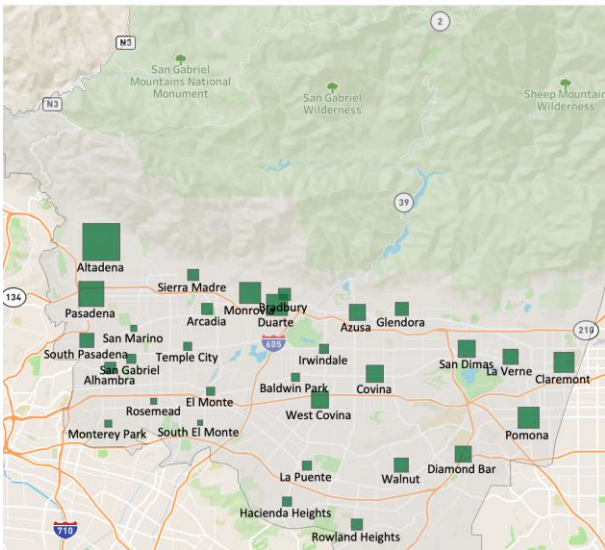 2
N3
San Gabriel
Mountains National
Monument
San Gabriel
Wilderness
Sheep Mountain
Wilderness
N3
39
Altadena
Sierra Madre
134
Pasadena
Monrovia
Bradbury
Arcadia
Duarte
Azusa
Glendora
210
San Marino
605
South Pasadena
Temple City
Irwindale
San Dimas
La Verne
San Gabriel
Alhambra
Claremont
Baldwin Park
Covina
El Monte
Rosemead
West Covina
Monterey Park
South El Monte
Pomona
Diamond Bar
La Puente
Walnut
Hacienda Heights
710
Rowland Heights